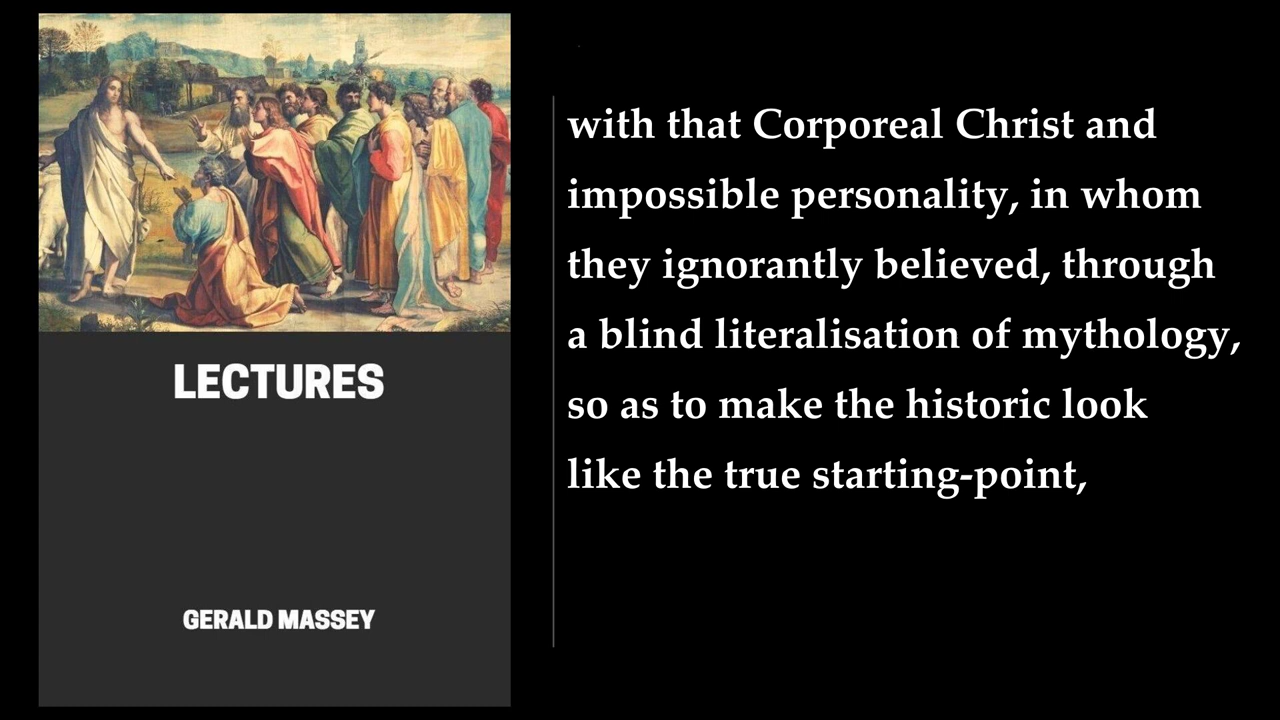 LECTURES
GERALD MASSEY
with that Corporeal Christ and
impossible personality, in whom
they ignorantly believed, through
a blind literalisation of mythology,
so as to make the historic look
like the true starting-point,